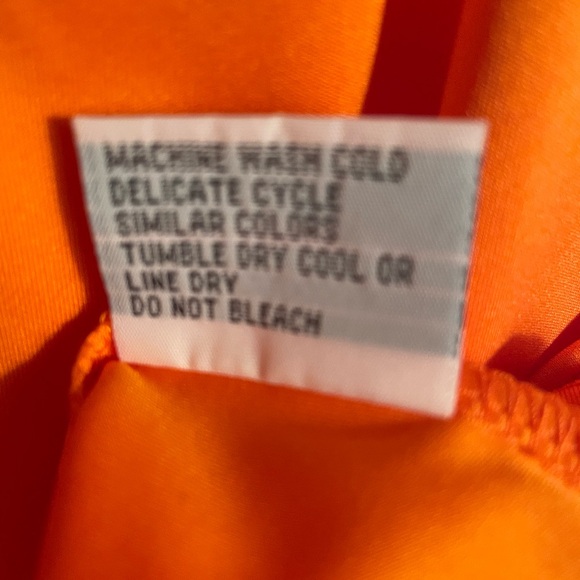 MACHINE WASH COLD
DELICATE CYCLE
SIMILAR COLORS
TUMBLE DRY COOL OR
LINE DRY
DO NOT BLEACH